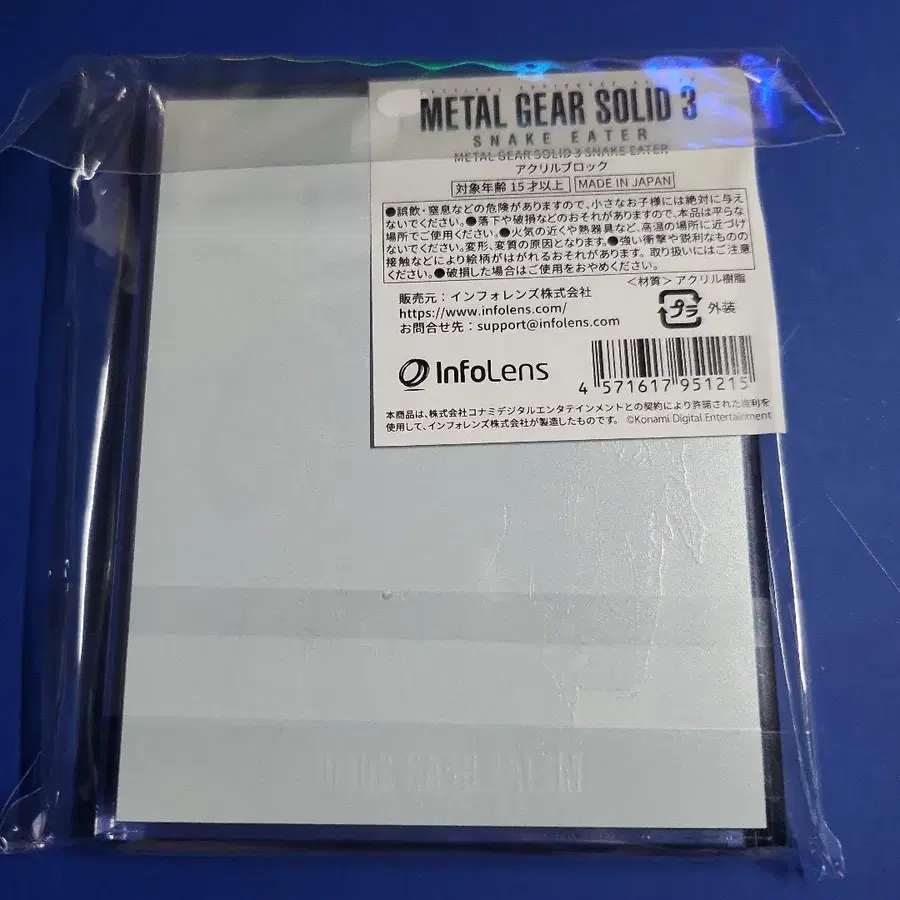 METAL GEAR SOLID 3
SNAKE EATER
METAL GEAR SOLID 3 SNAKE EATER
アクリルブロック
対象年齢 15才以上 MADE IN JAPAN
●誤飲・窒息などの危険がありますので、小さなお子様には絶対に与え
ないでください。●落下や破損などのおそれがありますので、本品は平らな
場所でご使用ください。●火気の近くや熱器具など、高温の場所に近づけ
ないでください。変形、変質の原因となります。●強い衝撃や鋭利なものの
接触などにより絵柄がはがれるおそれがあります。取り扱いにはご注意
ください。●破損した場合はご使用をおやめください。
＜材質＞アクリル樹脂
販売元：インフォレンズ株式会社
https://www.infolens.com/
お問合せ先：support@infolens.com
プラ 外装
InfoLens
4 571617 951215
本商品は、株式会社コナミデジタルエンタテインメントとの契約により許諾された権利を
使用して、インフォレンズ株式会社が製造したものです。 ©Konami Digital Entertainment